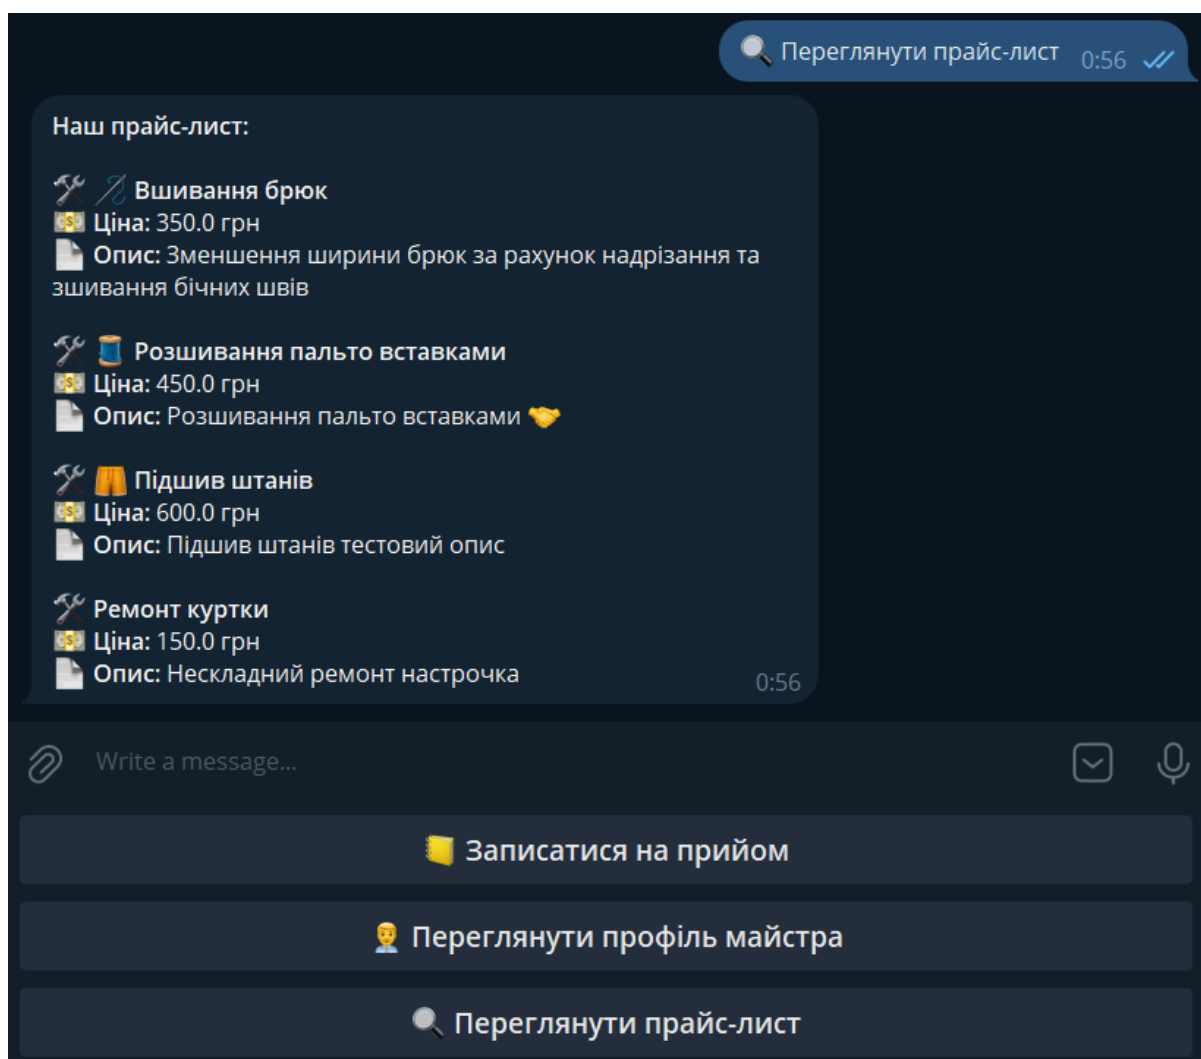 🔍 Переглянути прайс-лист 0:56
Наш прайс-лист:
🛠 🪡 Вшивання брюк
💵 Ціна: 350.0 грн
📄 Опис: Зменшення ширини брюк за рахунок надрізання та
зшивання бічних швів
🛠 🧵 Розшивання пальто вставками
💵 Ціна: 450.0 грн
📄 Опис: Розшивання пальто вставками 🤝
🛠 🩳 Підшив штанів
💵 Ціна: 600.0 грн
📄 Опис: Підшив штанів тестовий опис
🛠 Ремонт куртки
💵 Ціна: 150.0 грн
📄 Опис: Нескладний ремонт настрочка 0:56
Write a message...
📒 Записатися на прийом
👨‍💼 Переглянути профіль майстра
🔍 Переглянути прайс-лист